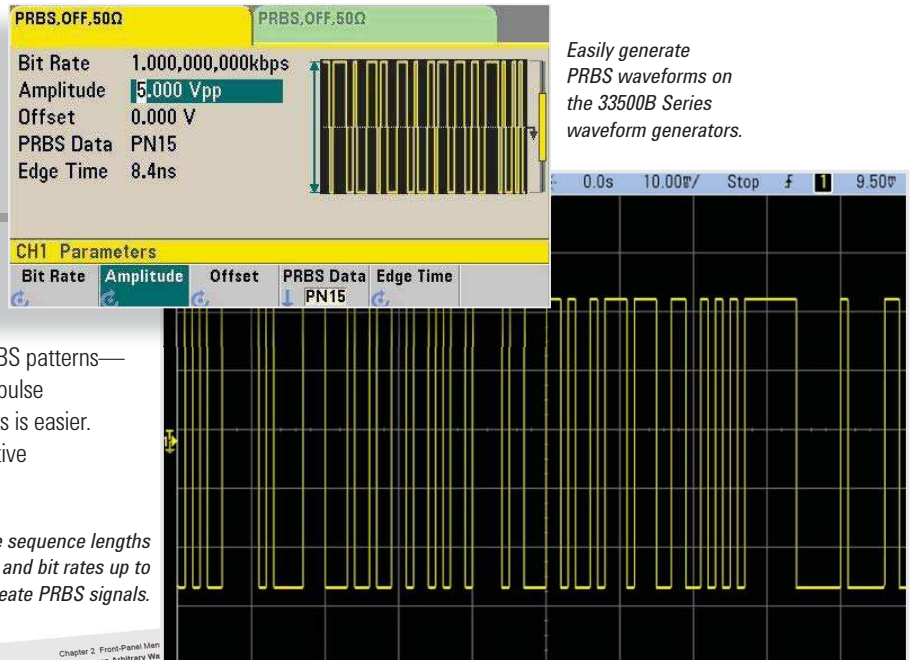 PRBS,OFF,50Ω PRBS,OFF,50Ω
Bit Rate 1.000,000,000kbps
Amplitude 5.000 Vpp
Offset 0.000 V
PRBS Data PN15
Edge Time 8.4ns
CH1 Parameters
Bit Rate Amplitude Offset PRBS Data Edge Time
PN15
Easily generate
PRBS waveforms on
the 33500B Series
waveform generators.
0.0s 10.00 / Stop 1 9.50
BS patterns—
pulse
s is easier.
tive
e sequence lengths
and bit rates up to
eate PRBS signals.
Chapter 2 Front-Panel Men
Arbitrary Wa